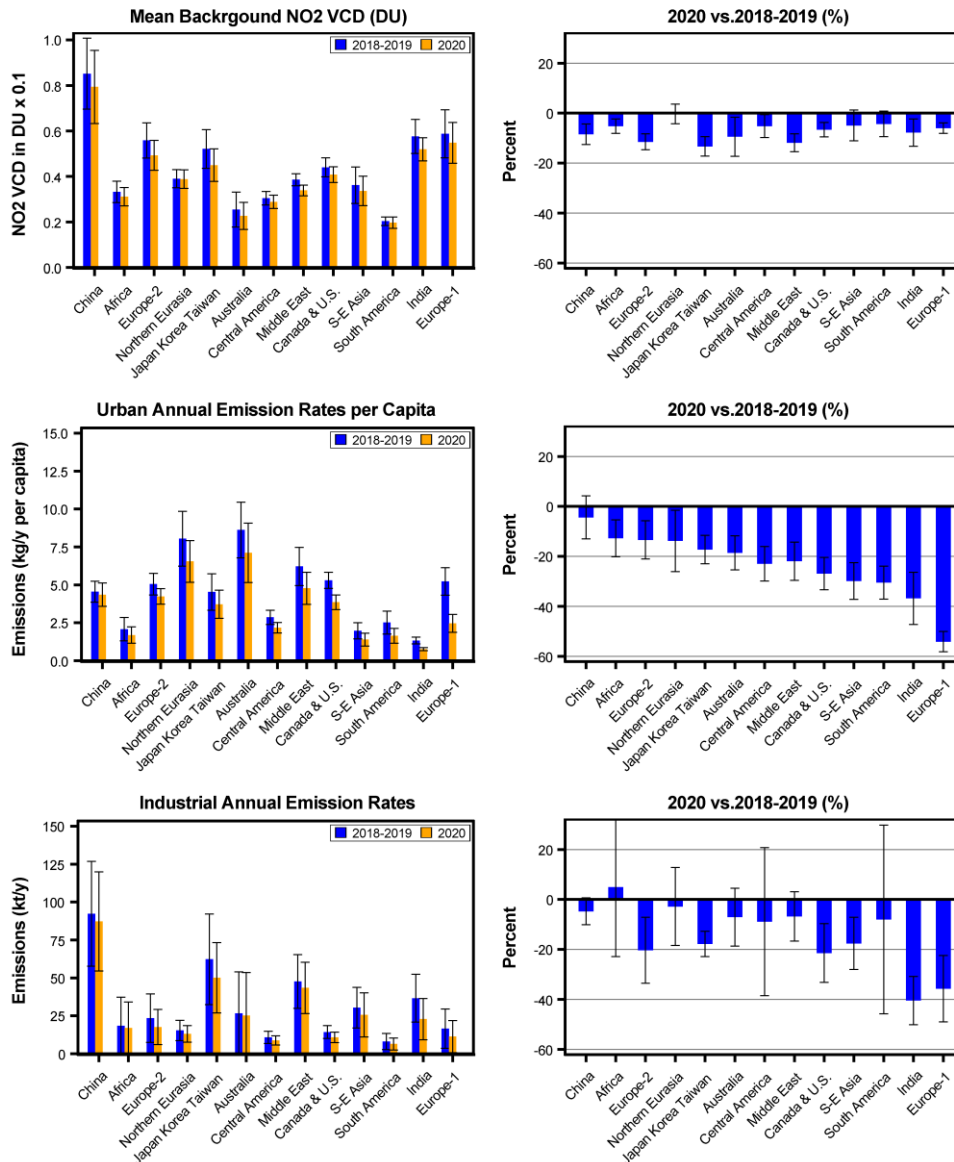 Mean Backrgound NO2 VCD (DU)
NO2 VCD in DU x 0.1
1.0
0.8
0.6
0.4
0.2
0.0
2018-2019
2020
China
Africa
Europe-2
Northern Eurasia
Japan Korea Taiwan
Australia
Central America
Middle East
Canada & U.S.
S-E Asia
South America
India
Europe-1
2020 vs.2018-2019 (%)
Percent
20
0
-20
-40
-60
China
Africa
Europe-2
Northern Eurasia
Japan Korea Taiwan
Australia
Central America
Middle East
Canada & U.S.
S-E Asia
South America
India
Europe-1
Urban Annual Emission Rates per Capita
Emissions (kg/y per capita)
15.0
12.5
10.0
7.5
5.0
2.5
0.0
2018-2019
2020
China
Africa
Europe-2
Northern Eurasia
Japan Korea Taiwan
Australia
Central America
Middle East
Canada & U.S.
S-E Asia
South America
India
Europe-1
2020 vs.2018-2019 (%)
Percent
20
0
-20
-40
-60
China
Africa
Europe-2
Northern Eurasia
Japan Korea Taiwan
Australia
Central America
Middle East
Canada & U.S.
S-E Asia
South America
India
Europe-1
Industrial Annual Emission Rates
Emissions (kt/y)
150
125
100
75
50
25
0
2018-2019
2020
China
Africa
Europe-2
Northern Eurasia
Japan Korea Taiwan
Australia
Central America
Middle East
Canada & U.S.
S-E Asia
South America
India
Europe-1
2020 vs.2018-2019 (%)
Percent
20
0
-20
-40
-60
China
Africa
Europe-2
Northern Eurasia
Japan Korea Taiwan
Australia
Central America
Middle East
Canada & U.S.
S-E Asia
South America
India
Europe-1